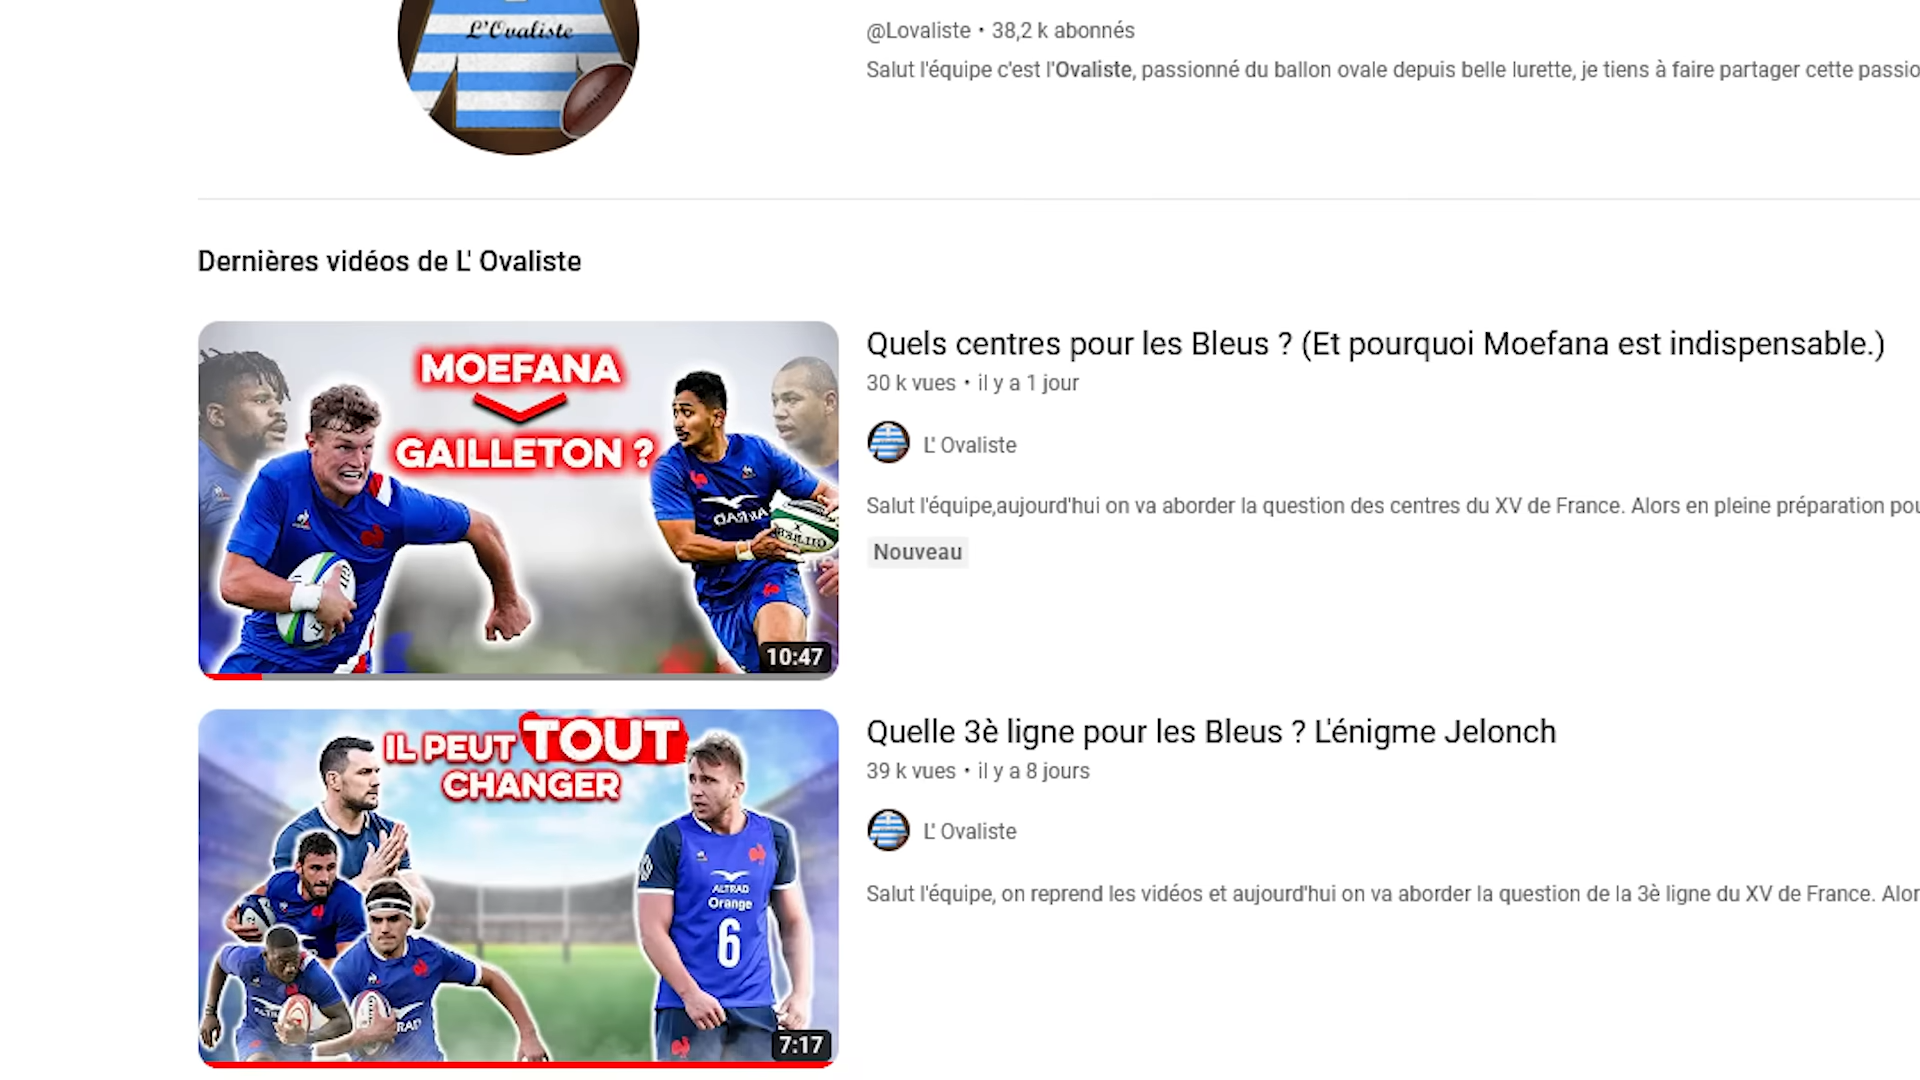 L'Ovaliste
@Lovaliste • 38,2 k abonnés
Salut l'équipe c'est l'Ovaliste, passionné du ballon ovale depuis belle lurette, je tiens à faire partager cette passio
Dernières vidéos de L' Ovaliste
MOEFANA
GAILLETON ?
10:47
Quels centres pour les Bleus ? (Et pourquoi Moefana est indispensable.)
30 k vues • il y a 1 jour
L' Ovaliste
Salut l'équipe,aujourd'hui on va aborder la question des centres du XV de France. Alors en pleine préparation pou
Nouveau
IL PEUT TOUT
CHANGER
ALTRAD
Orange
6
7:17
Quelle 3è ligne pour les Bleus ? L'énigme Jelonch
39 k vues • il y a 8 jours
L' Ovaliste
Salut l'équipe, on reprend les vidéos et aujourd'hui on va aborder la question de la 3è ligne du XV de France. Alor